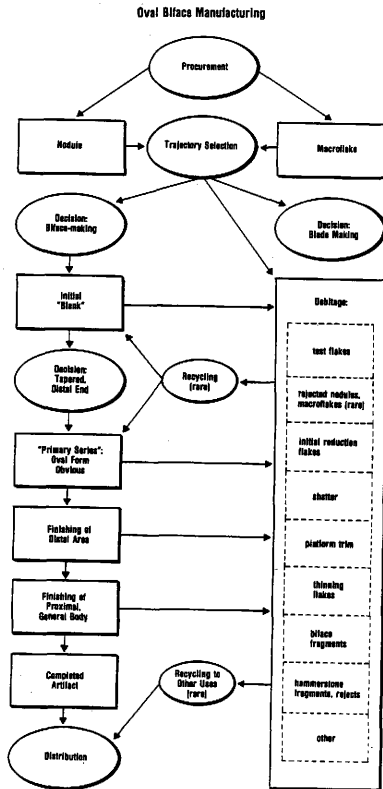 Oval Biface Manufacturing
Procurement
Nodule
Trajectory Selection
Macroflake
Decision:
Biface-making
Decision:
Blade Making
Initial
"Blank"
Debitage:
test flakes
Decision:
Tapered,
Distal End
Recycling
(rare)
rejected nodules,
macroflakes (rare)
"Primary Series":
Oval Form
Obvious
initial reduction
flakes
shatter
Finishing of
Distal Area
platform trim
Finishing of
Proximal,
General Body
thinning
flakes
biface
fragments
Completed
Artifact
Recycling to
Other Uses
(rare)
hammerstone
fragments, rejects
Distribution
other